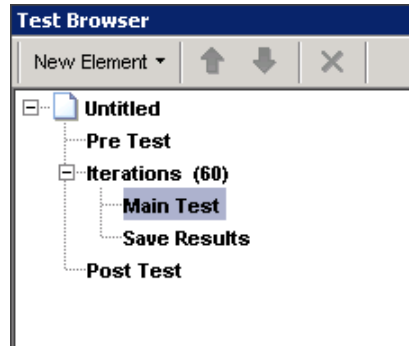 Test Browser
New Element
Untitled
Pre Test
Iterations (60)
Main Test
Save Results
Post Test